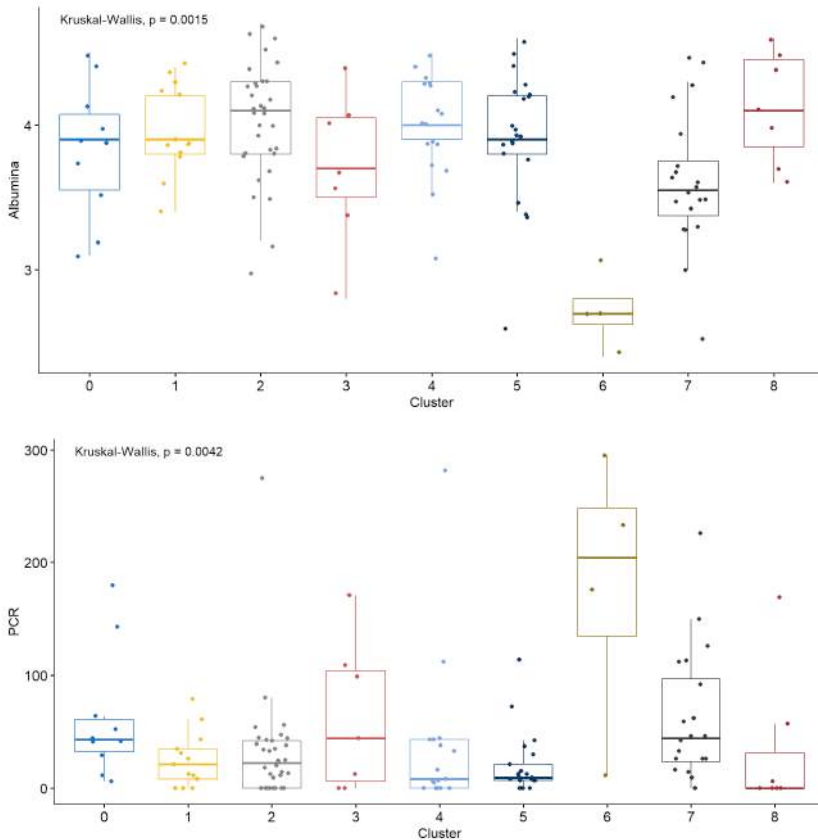 Kruskal-Wallis, p = 0.0015
4
3
Albumina
0 1 2 3 4 5 6 7 8
Cluster
Kruskal-Wallis, p = 0.0042
300
200
100
0
PCR
0 1 2 3 4 5 6 7 8
Cluster